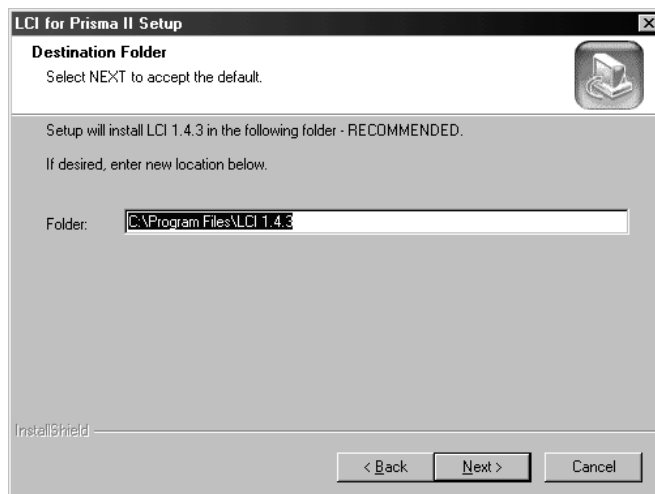 LCI for Prisma II Setup
Destination Folder
Select NEXT to accept the default.
Setup will install LCI 1.4.3 in the following folder - RECOMMENDED.
If desired, enter new location below.
Folder: C:\Program Files\LCI 1.4.3
InstallShield
< Back Next > Cancel